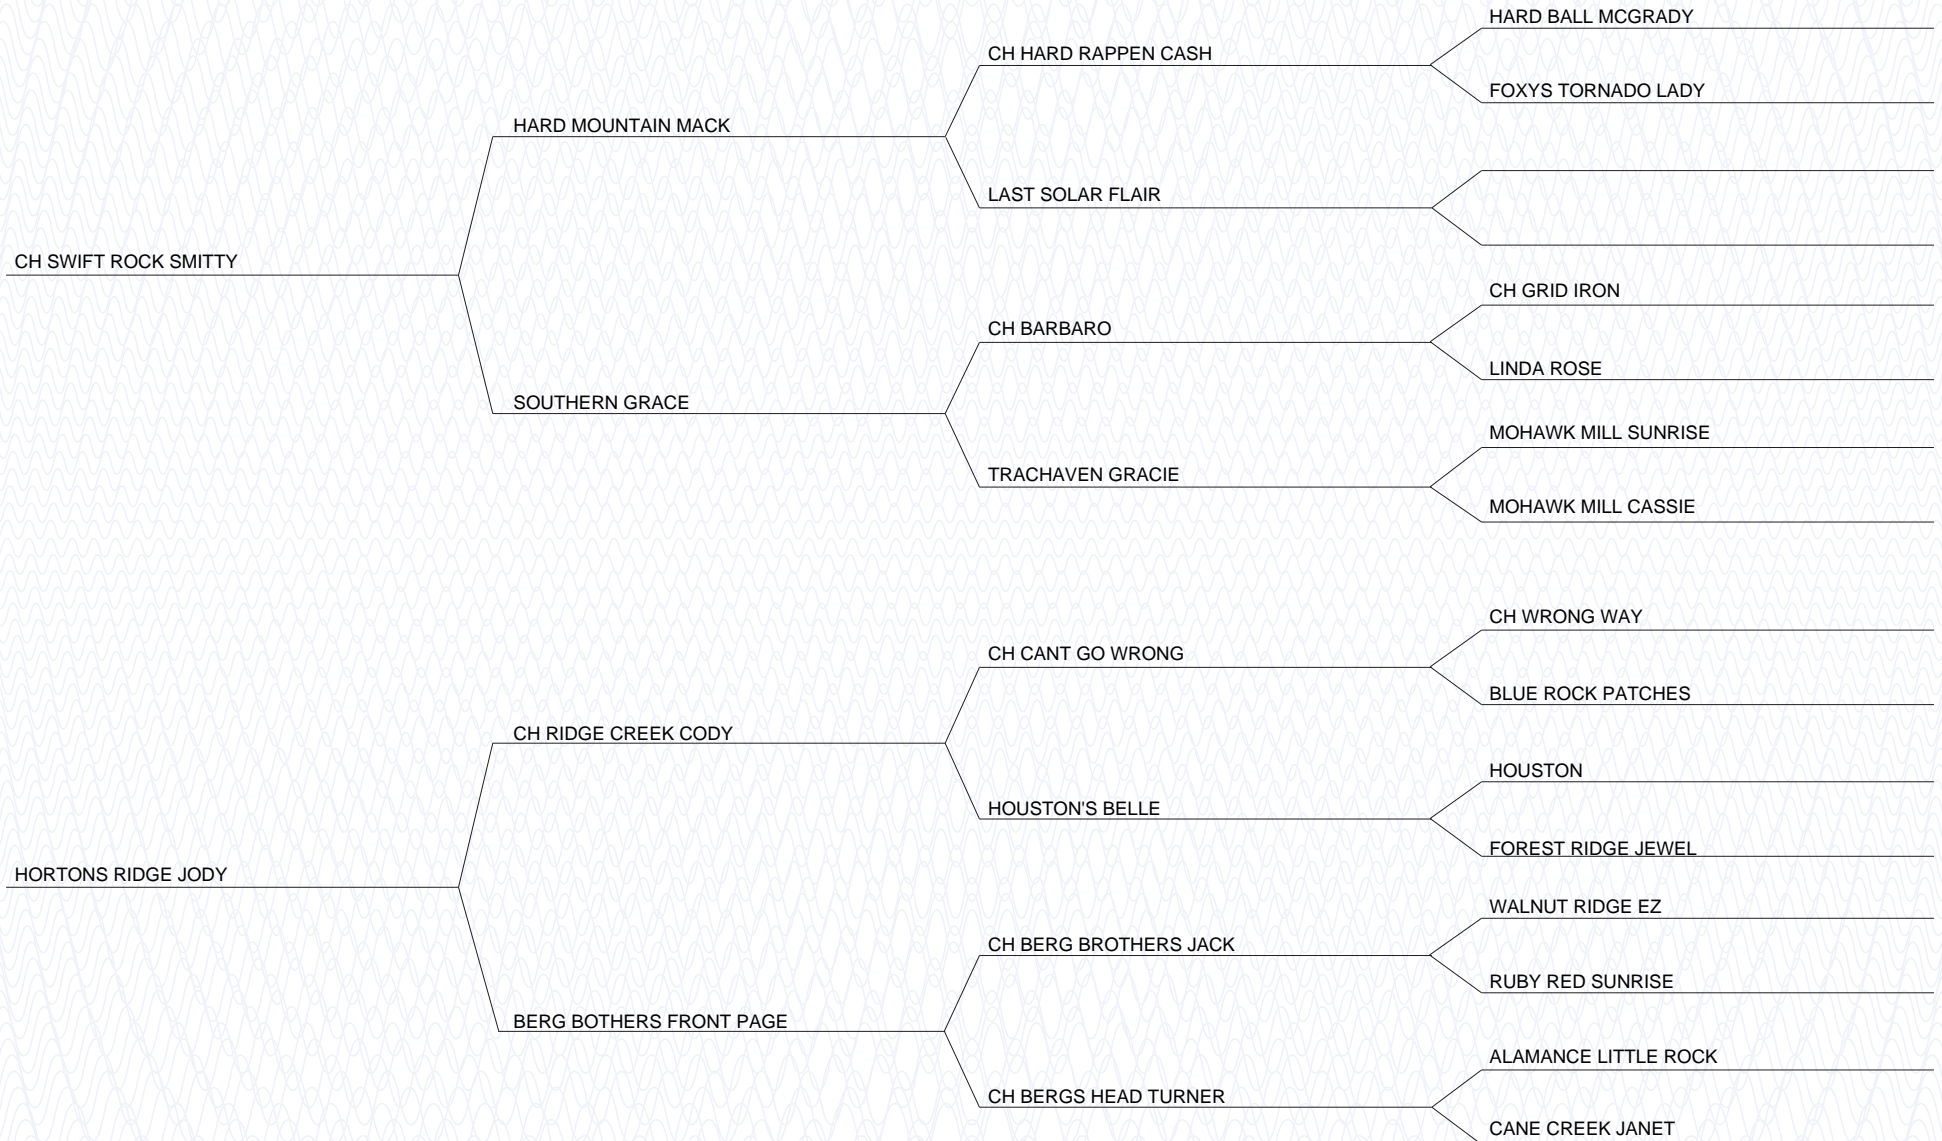 HARD BALL MCGRADY
CH HARD RAPPEN CASH
FOXYS TORNADO LADY
HARD MOUNTAIN MACK
LAST SOLAR FLAIR
CH SWIFT ROCK SMITTY
CH GRID IRON
CH BARBARO
LINDA ROSE
SOUTHERN GRACE
MOHAWK MILL SUNRISE
TRACHAVEN GRACIE
MOHAWK MILL CASSIE
CH WRONG WAY
CH CANT GO WRONG
BLUE ROCK PATCHES
CH RIDGE CREEK CODY
HOUSTON
HOUSTON'S BELLE
FOREST RIDGE JEWEL
HORTONS RIDGE JODY
WALNUT RIDGE EZ
CH BERG BROTHERS JACK
RUBY RED SUNRISE
BERG BOTHERS FRONT PAGE
ALAMANCE LITTLE ROCK
CH BERGS HEAD TURNER
CANE CREEK JANET